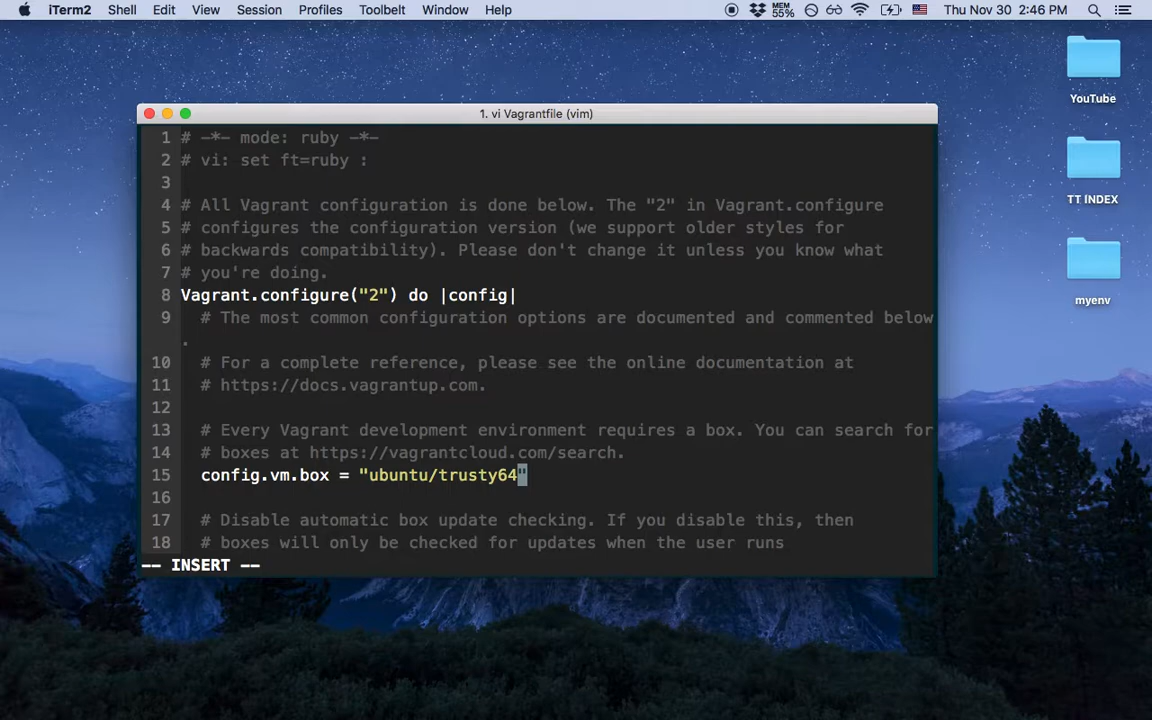 iTerm2 Shell Edit View Session Profiles Toolbelt Window Help MEM 55% Thu Nov 30 2:46 PM
YouTube
TT INDEX
myenv
1. vi Vagrantfile (vim)
1 # -*- mode: ruby -*-
2 # vi: set ft=ruby :
3
4 # All Vagrant configuration is done below. The "2" in Vagrant.configure
5 # configures the configuration version (we support older styles for
6 # backwards compatibility). Please don't change it unless you know what
7 # you're doing.
8 Vagrant.configure("2") do |config|
9 # The most common configuration options are documented and commented below
.
10 # For a complete reference, please see the online documentation at
11 # https://docs.vagrantup.com.
12
13 # Every Vagrant development environment requires a box. You can search for
14 # boxes at https://vagrantcloud.com/search.
15 config.vm.box = "ubuntu/trusty64"
16
17 # Disable automatic box update checking. If you disable this, then
18 # boxes will only be checked for updates when the user runs
-- INSERT --